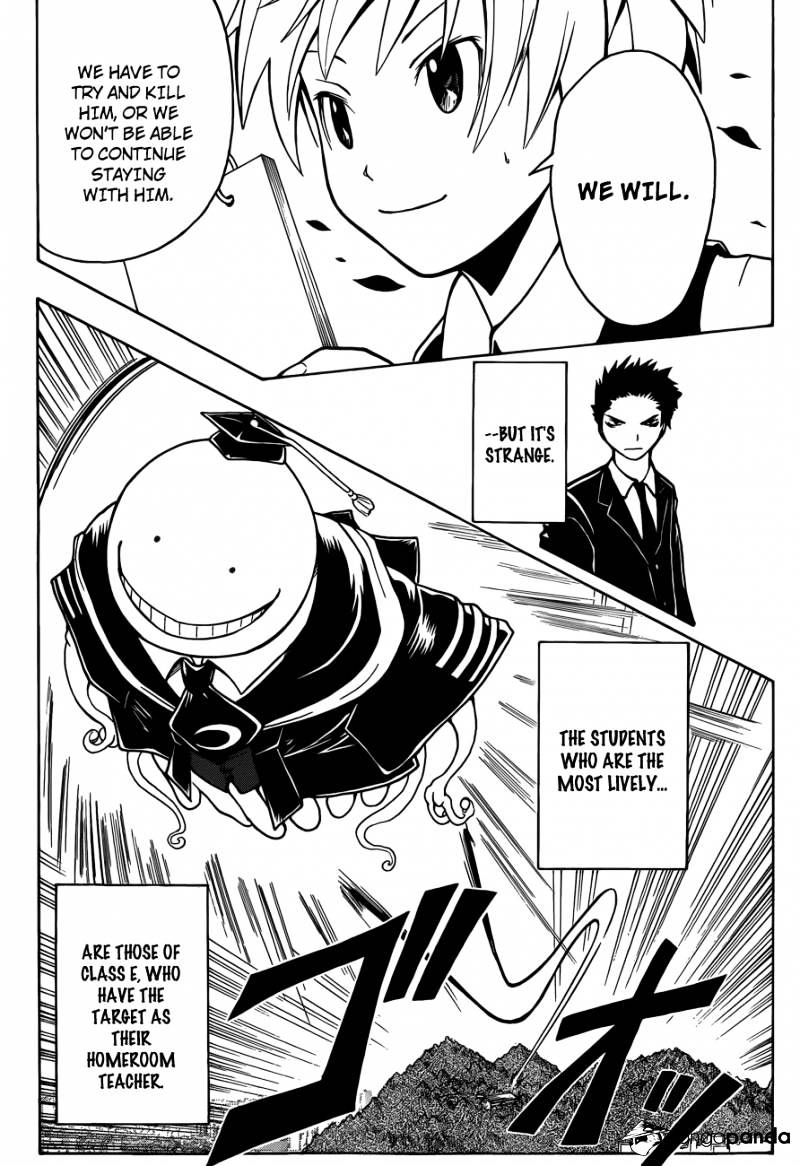 WE HAVE TO
TRY AND KILL
HIM, OR WE
WON'T BE ABLE
TO CONTINUE
STAYING
WITH HIM.
WE WILL.
--BUT IT'S
STRANGE.
THE STUDENTS
WHO ARE THE
MOST LIVELY...
ARE THOSE OF
CLASS E, WHO
HAVE THE
TARGET AS
THEIR
HOMEROOM
TEACHER.
ゴオッ
mangapanda